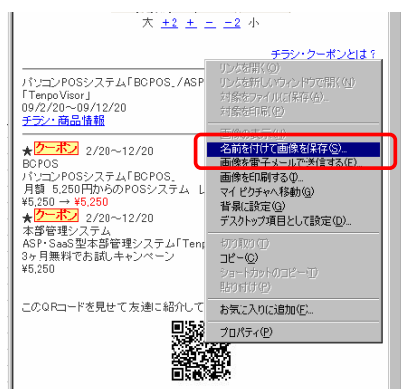 大 +2 + - -2 小
チラシ・クーポンとは?
パソコンPOSシステム「BCPOS」/ASP
「TenpoVisor」
09/2/20~09/12/20
チラシ・商品情報
★クーポン 2/20~12/20
BCPOS
パソコンPOSシステム「BCPOS」
月額 5,250円からのPOSシステム レ
¥5,250 → ¥5,250
★クーポン 2/20~12/20
本部管理システム
ASP・SaaS型本部管理システム「Tenp
3ヶ月無料でお試しキャンペーン
¥5,250
このQRコードを見せて友達に紹介して
リンクを開く(O)
リンクを新しいウィンドウで開く(N)
対象をファイルに保存(A)...
対象を印刷(P)
画像の表示(H)
名前を付けて画像を保存(S)...
画像を電子メールで送信する(E)...
画像を印刷する(I)...
マイ ピクチャへ移動(G)
背景に設定(G)
デスクトップ項目として設定(D)...
切り取り(T)
コピー(C)
ショートカットのコピー(T)
貼り付け(P)
お気に入りに追加(F)...
プロパティ(P)